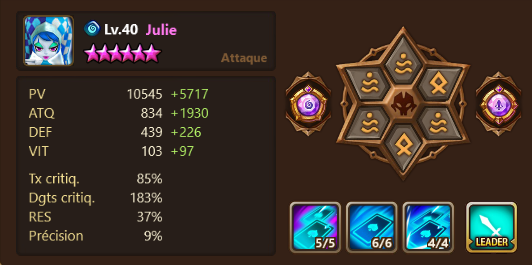 Lv.40 Julie
Attaque
PV 10545 +5717
ATQ 834 +1930
DEF 439 +226
VIT 103 +97
Tx critiq. 85%
Dgts critiq. 183%
RES 37%
Précision 9%
5/5 6/6 4/4 LEADER